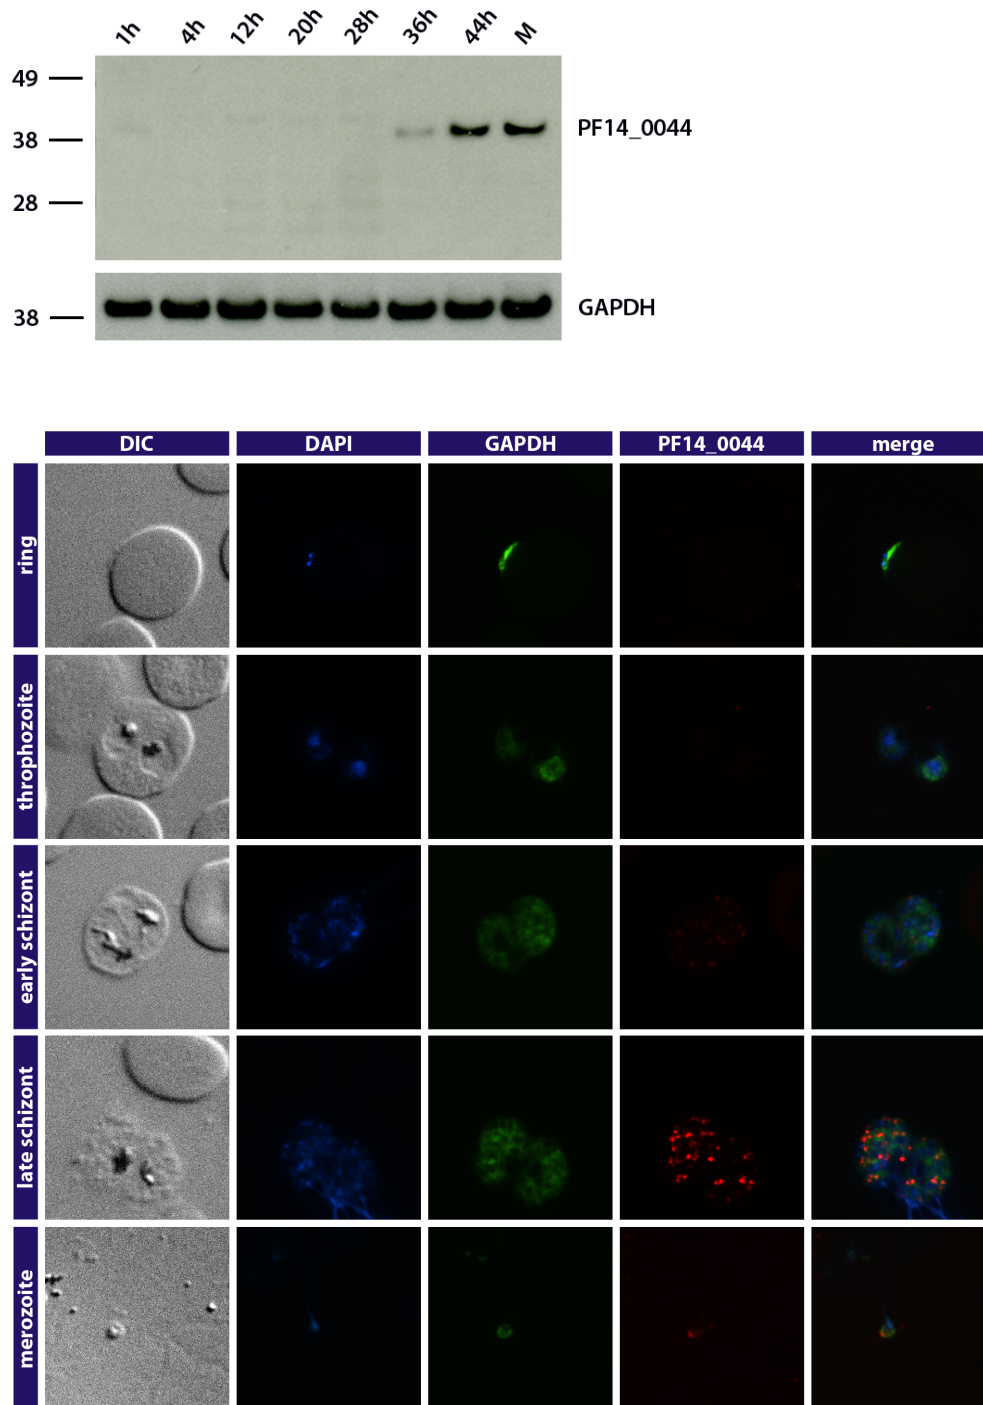 1h 4h 12h 20h 28h 36h 44h M
49
38
28
PF14_0044
38
GAPDH
DIC DAPI GAPDH PF14_0044 merge
ring
throphozoite
early schizont
late schizont
merozoite